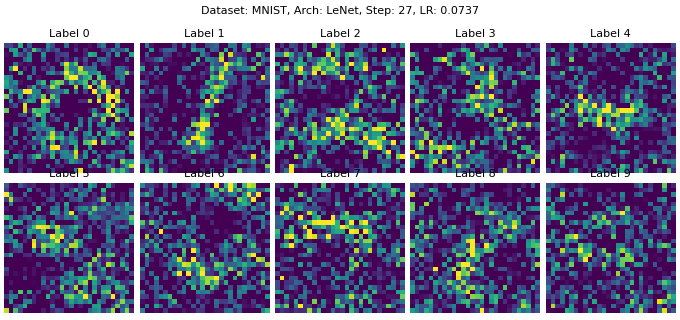 Dataset: MNIST, Arch: LeNet, Step: 27, LR: 0.0737
Label 0 Label 1 Label 2 Label 3 Label 4
Label 5 Label 6 Label 7 Label 8 Label 9